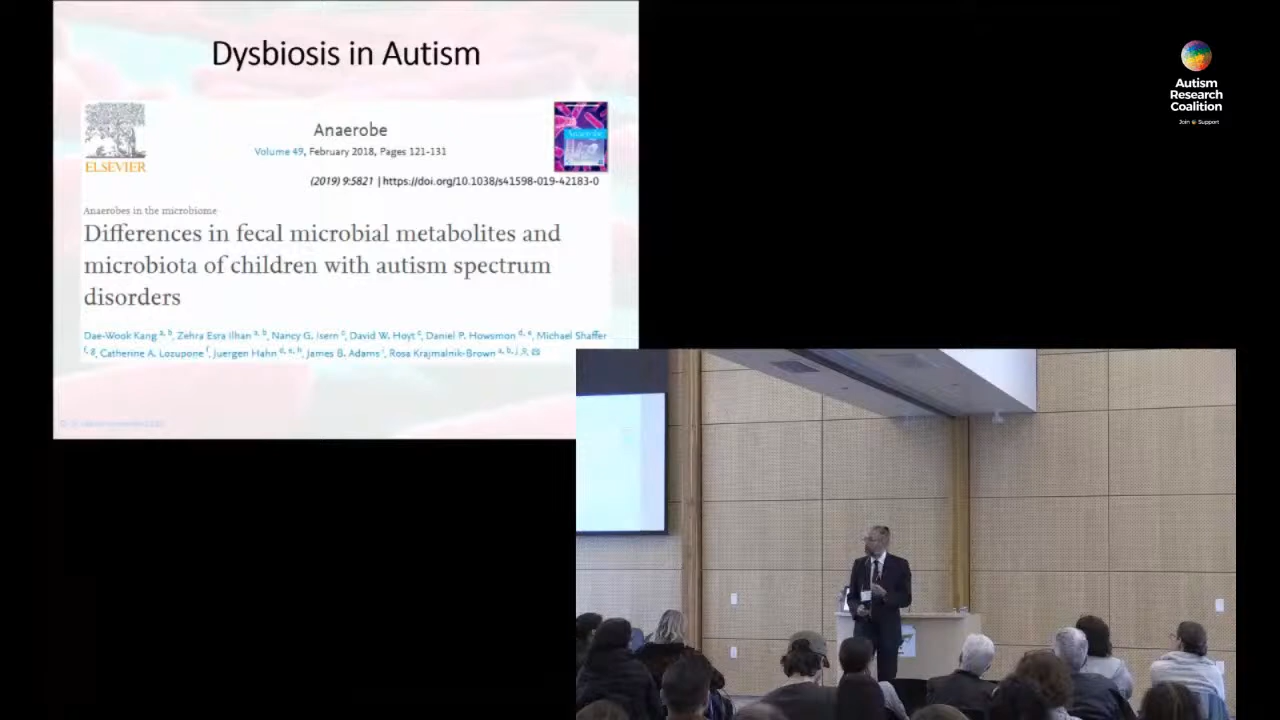 Dysbiosis in Autism
ELSEVIER
Anaerobe
Volume 49, February 2018, Pages 121-131
Anaerobe
(2019) 9:5821 | https://doi.org/10.1038/s41598-019-42183-0
Anaerobes in the microbiome
Differences in fecal microbial metabolites and
microbiota of children with autism spectrum
disorders
Dae-Wook Kang a, b, Zehra Esra Ilhan a, b, Nancy G. Isern c, David W. Hoyt c, Daniel P. Howsmon d, e, Michael Shaffer
f, g, Catherine A. Lozupone f, Juergen Hahn d, e, h, James B. Adams i, Rosa Krajmalnik-Brown a, b, j
Autism
Research
Coalition
Join Support